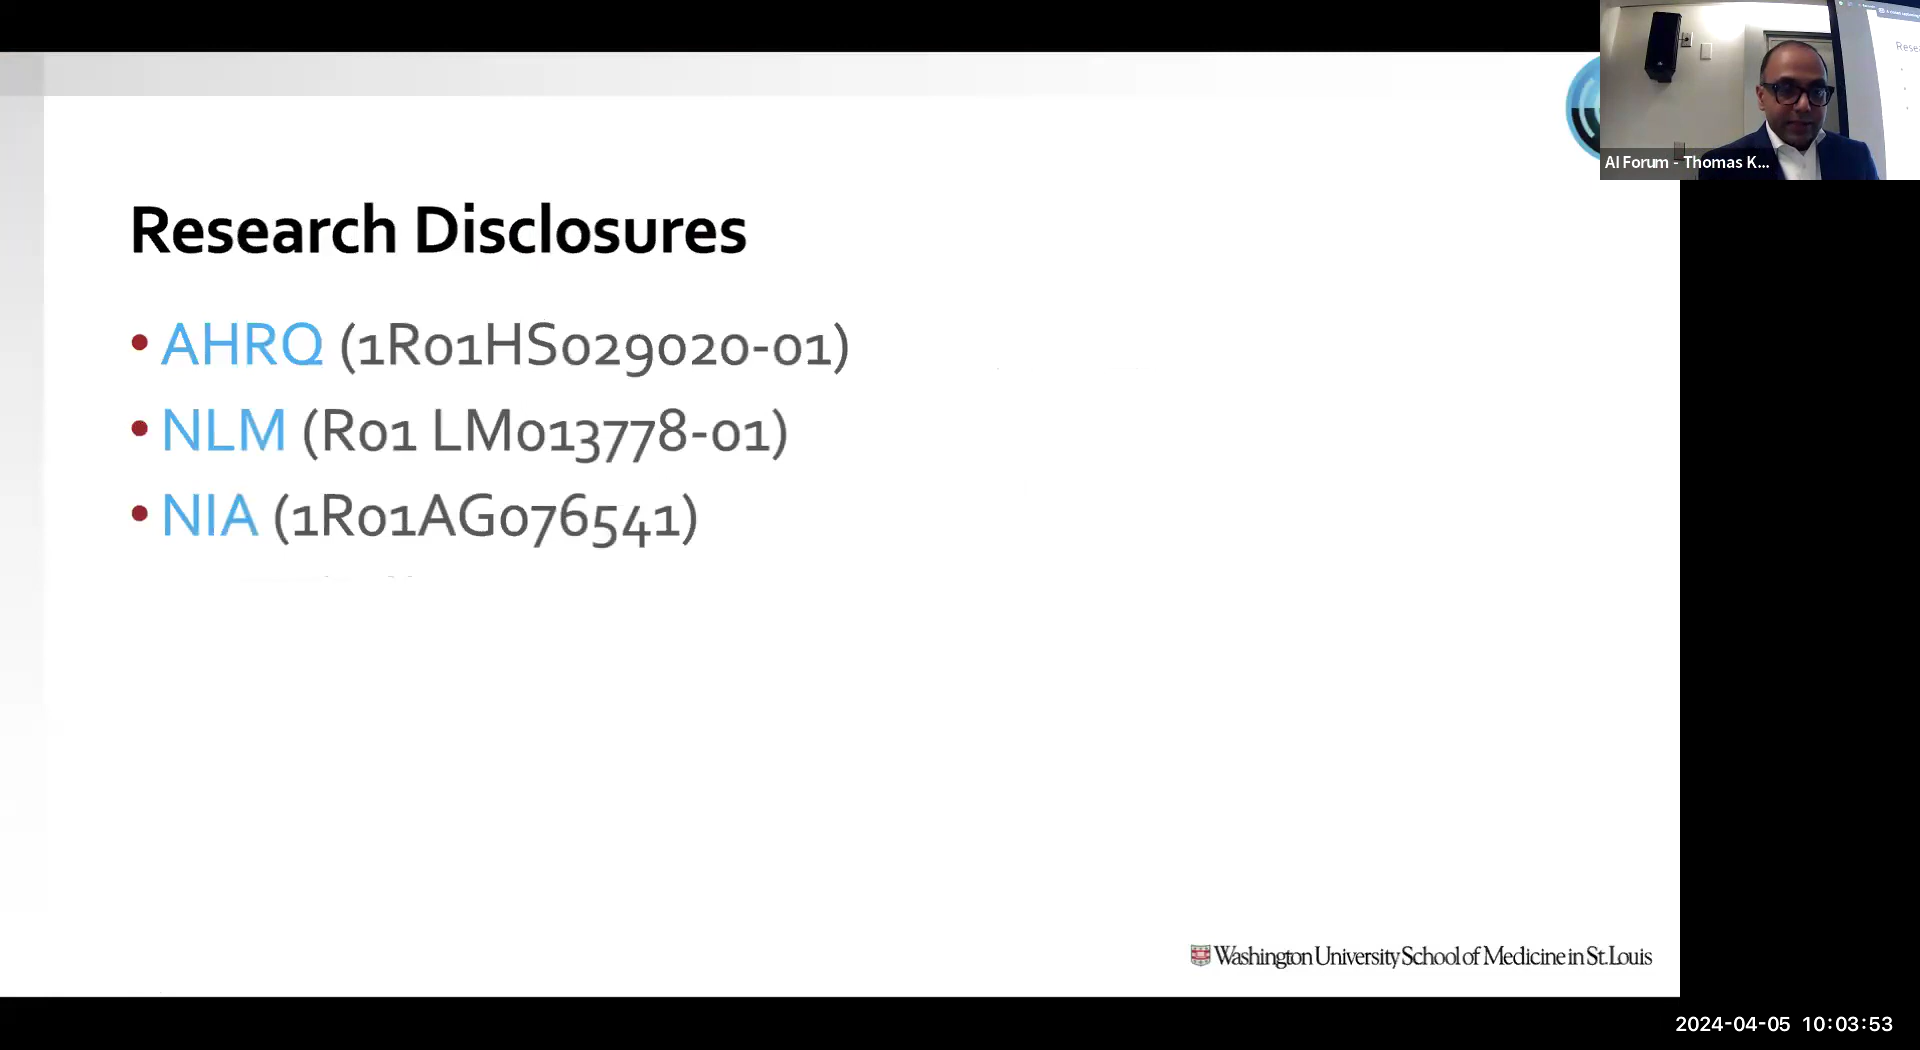 Research Disclosures
• AHRQ (1R01HS029020-01)
• NLM (R01 LM013778-01)
• NIA (1R01AG076541)
Washington University School of Medicine in St. Louis
AI Forum - Thomas K...
2024-04-05 10:03:53